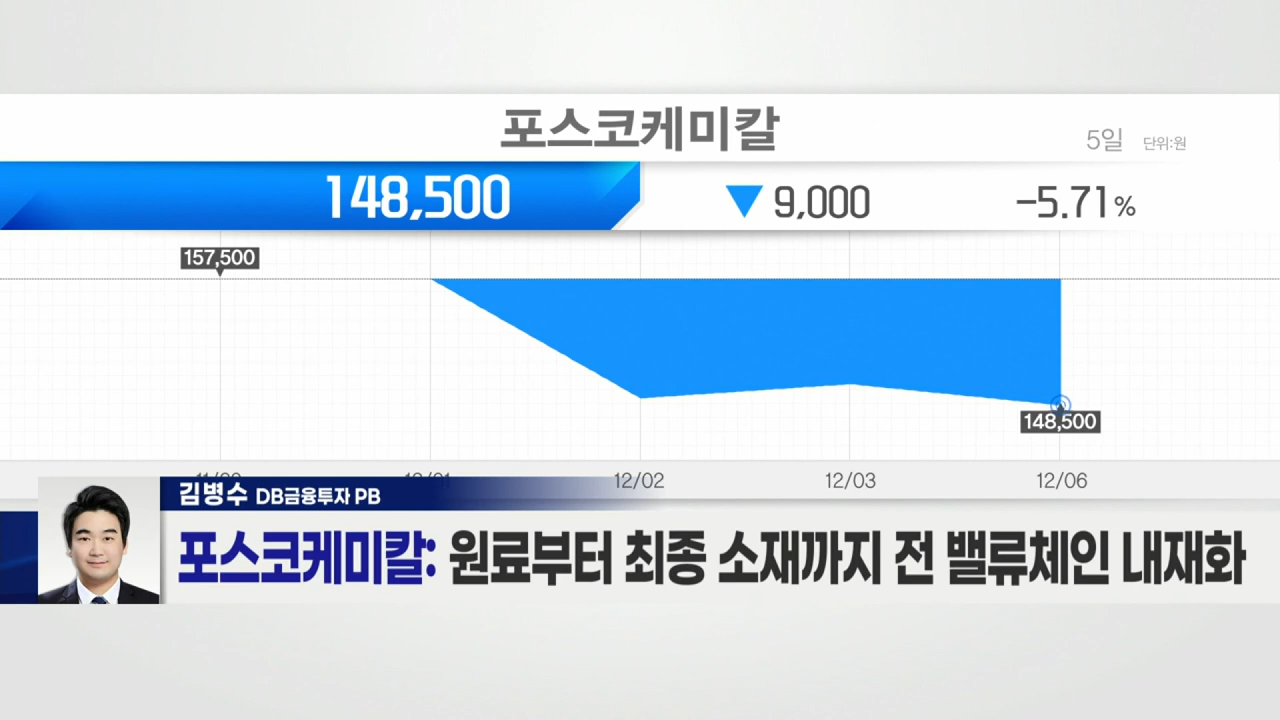 포스코케미칼
5일 단위:원
148,500 ▼ 9,000 -5.71%
157,500
148,500
12/02 12/03 12/06
김병수 DB금융투자 PB
포스코케미칼: 원료부터 최종 소재까지 전 밸류체인 내재화